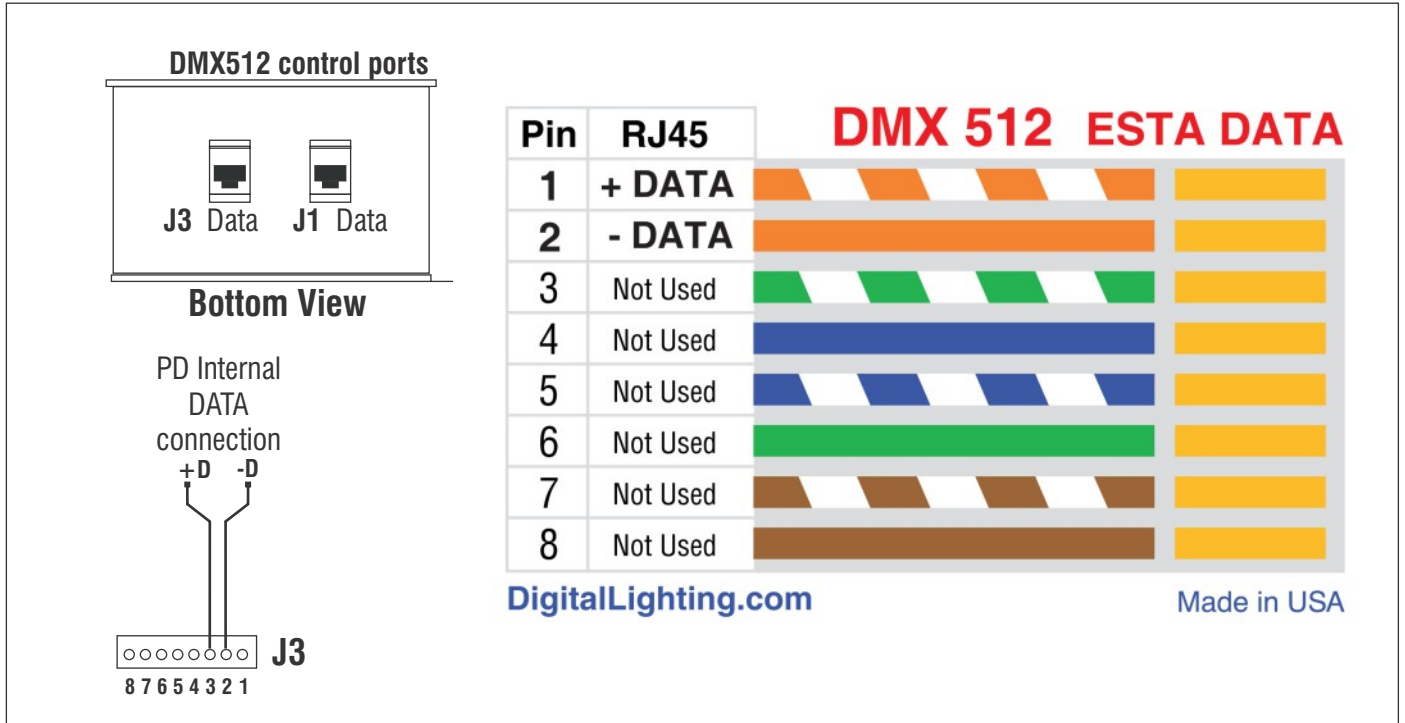 DMX512 control ports
J3 Data J1 Data
Bottom View
PD Internal
DATA
connection
+D -D
J3
8 7 6 5 4 3 2 1
DMX 512 ESTA DATA
Pin RJ45
1 + DATA
2 - DATA
3 Not Used
4 Not Used
5 Not Used
6 Not Used
7 Not Used
8 Not Used
DigitalLighting.com Made in USA